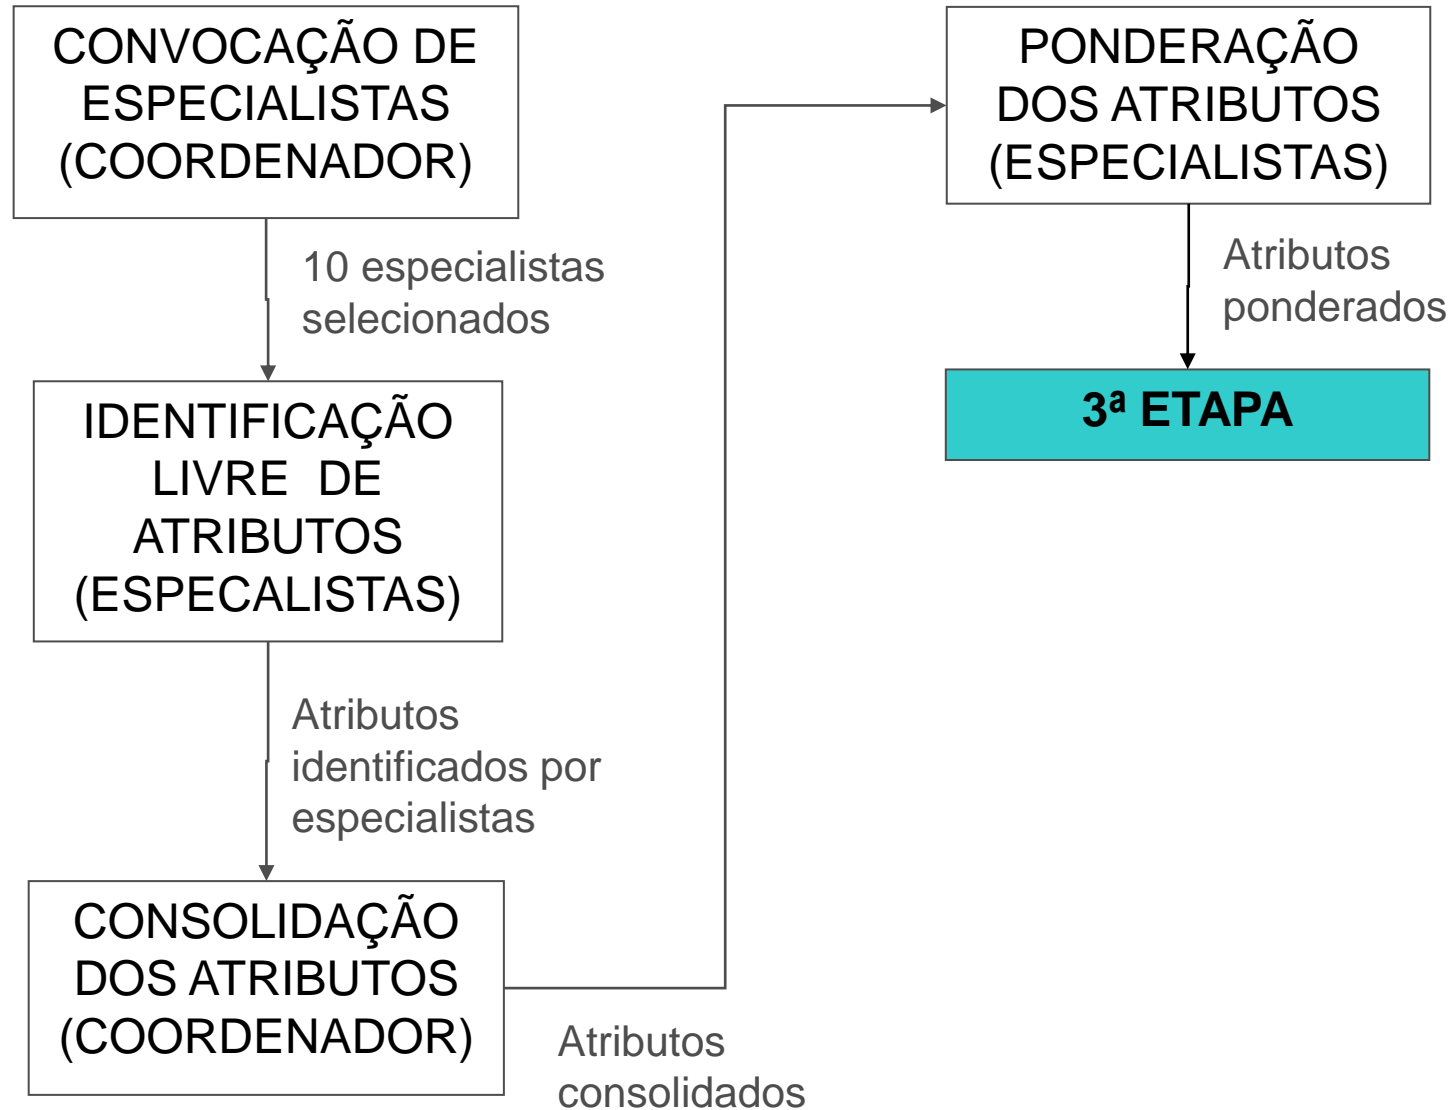 CONVOCAÇÃO DE
ESPECIALISTAS
(COORDENADOR)
10 especialistas
selecionados
IDENTIFICAÇÃO
LIVRE  DE
ATRIBUTOS
(ESPECALISTAS)
Atributos
identificados por
especialistas
CONSOLIDAÇÃO
DOS ATRIBUTOS
(COORDENADOR)
Atributos
consolidados
PONDERAÇÃO
DOS ATRIBUTOS
(ESPECIALISTAS)
Atributos
ponderados
3ª ETAPA